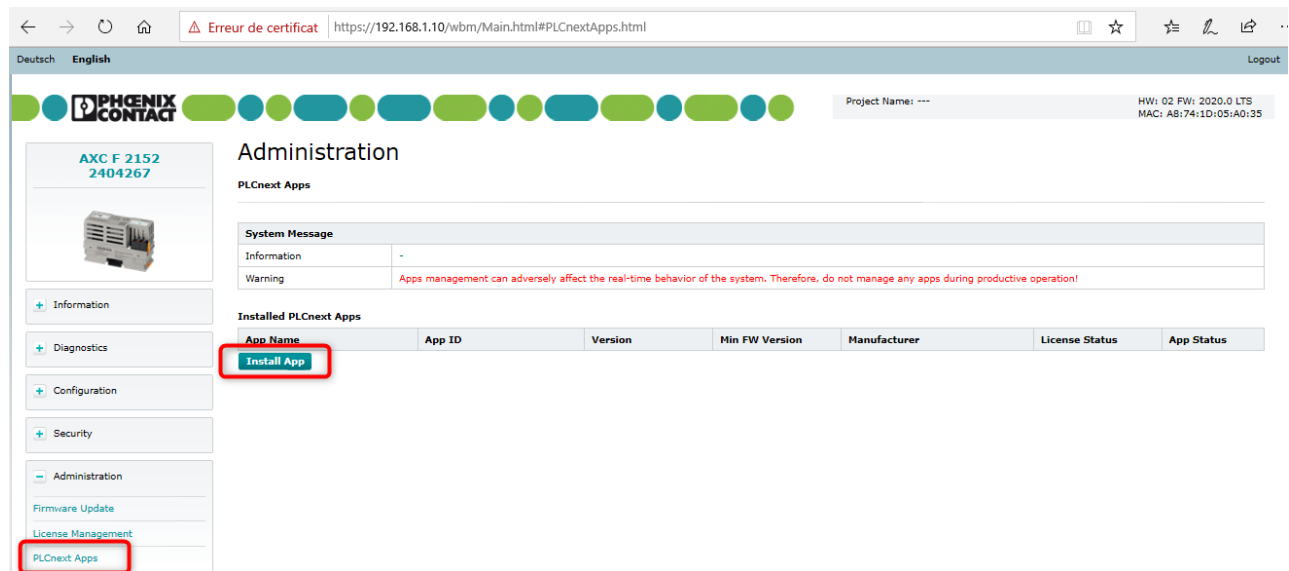 Erreur de certificat https://192.168.1.10/wbm/Main.html#PLCnextApps.html
Deutsch English Logout
PHŒNIX CONTACT
Project Name: ---
HW: 02 FW: 2020.0 LTS
MAC: A8:74:1D:05:A0:35
AXC F 2152
2404267
Administration
PLCnext Apps
System Message
Information -
Warning Apps management can adversely affect the real-time behavior of the system. Therefore, do not manage any apps during productive operation!
Installed PLCnext Apps
App Name App ID Version Min FW Version Manufacturer License Status App Status
Install App
+ Information
+ Diagnostics
+ Configuration
+ Security
− Administration
Firmware Update
License Management
PLCnext Apps